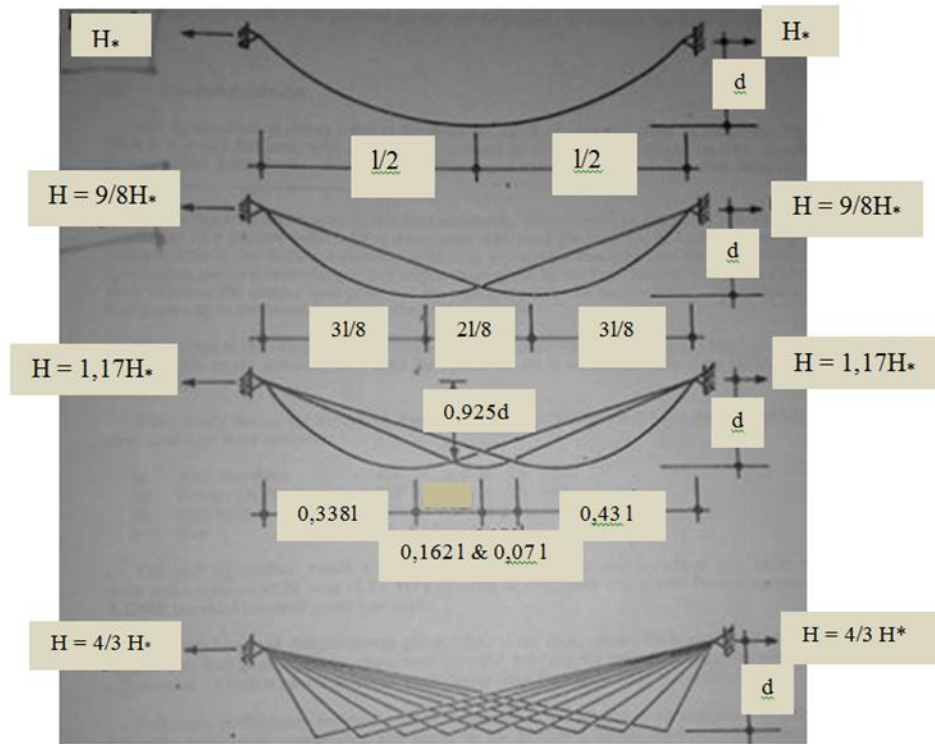 H*
H*
d
l/2
l/2
H = 9/8H*
H = 9/8H*
d
3l/8
2l/8
3l/8
H = 1,17H*
H = 1,17H*
0,925d
d
0,338l
0,43 l
0,162 l & 0,07 l
H = 4/3 H*
H = 4/3 H*
d